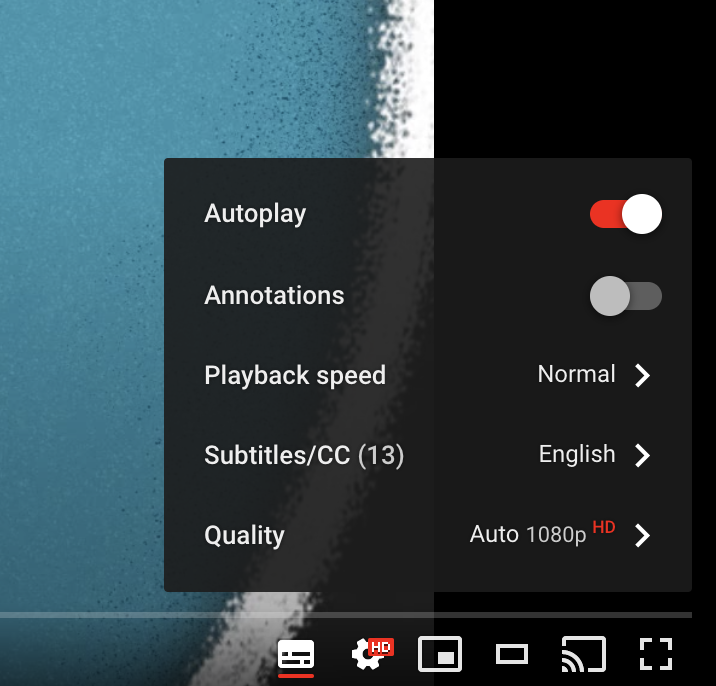 Autoplay
Annotations
Playback speed Normal
Subtitles/CC (13) English
Quality Auto 1080p HD
HD